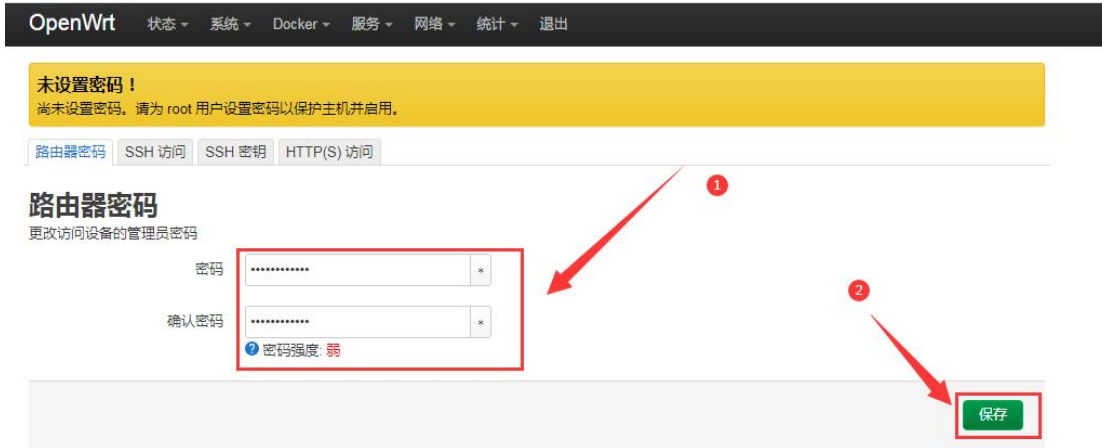 OpenWrt 状态 系统 Docker 服务 网络 统计 退出
未设置密码！
尚未设置密码。请为 root 用户设置密码以保护主机并启用。
路由器密码 SSH 访问 SSH 密钥 HTTP(S) 访问
1
路由器密码
更改访问设备的管理员密码
密码 •••••••••••• *
2
确认密码 •••••••••••• *
? 密码强度: 弱
保存